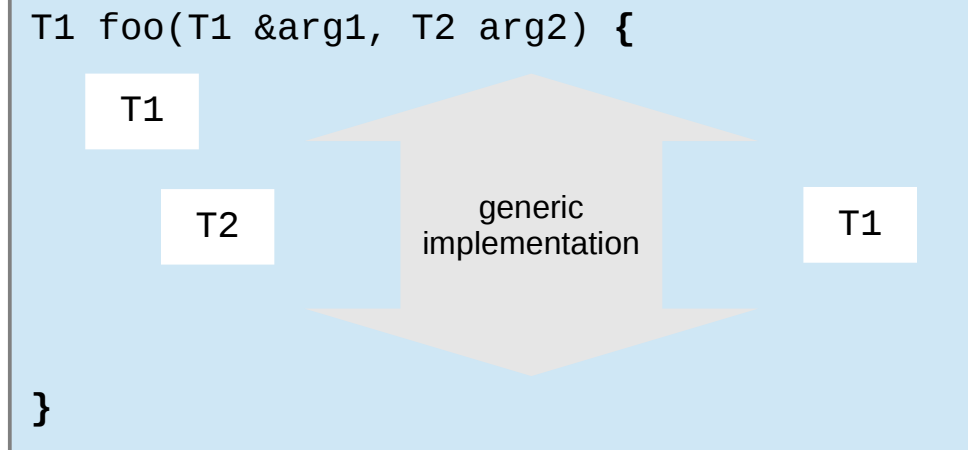 T1 foo(T1 &arg1, T2 arg2) {
T1
T2
generic
implementation
T1
}